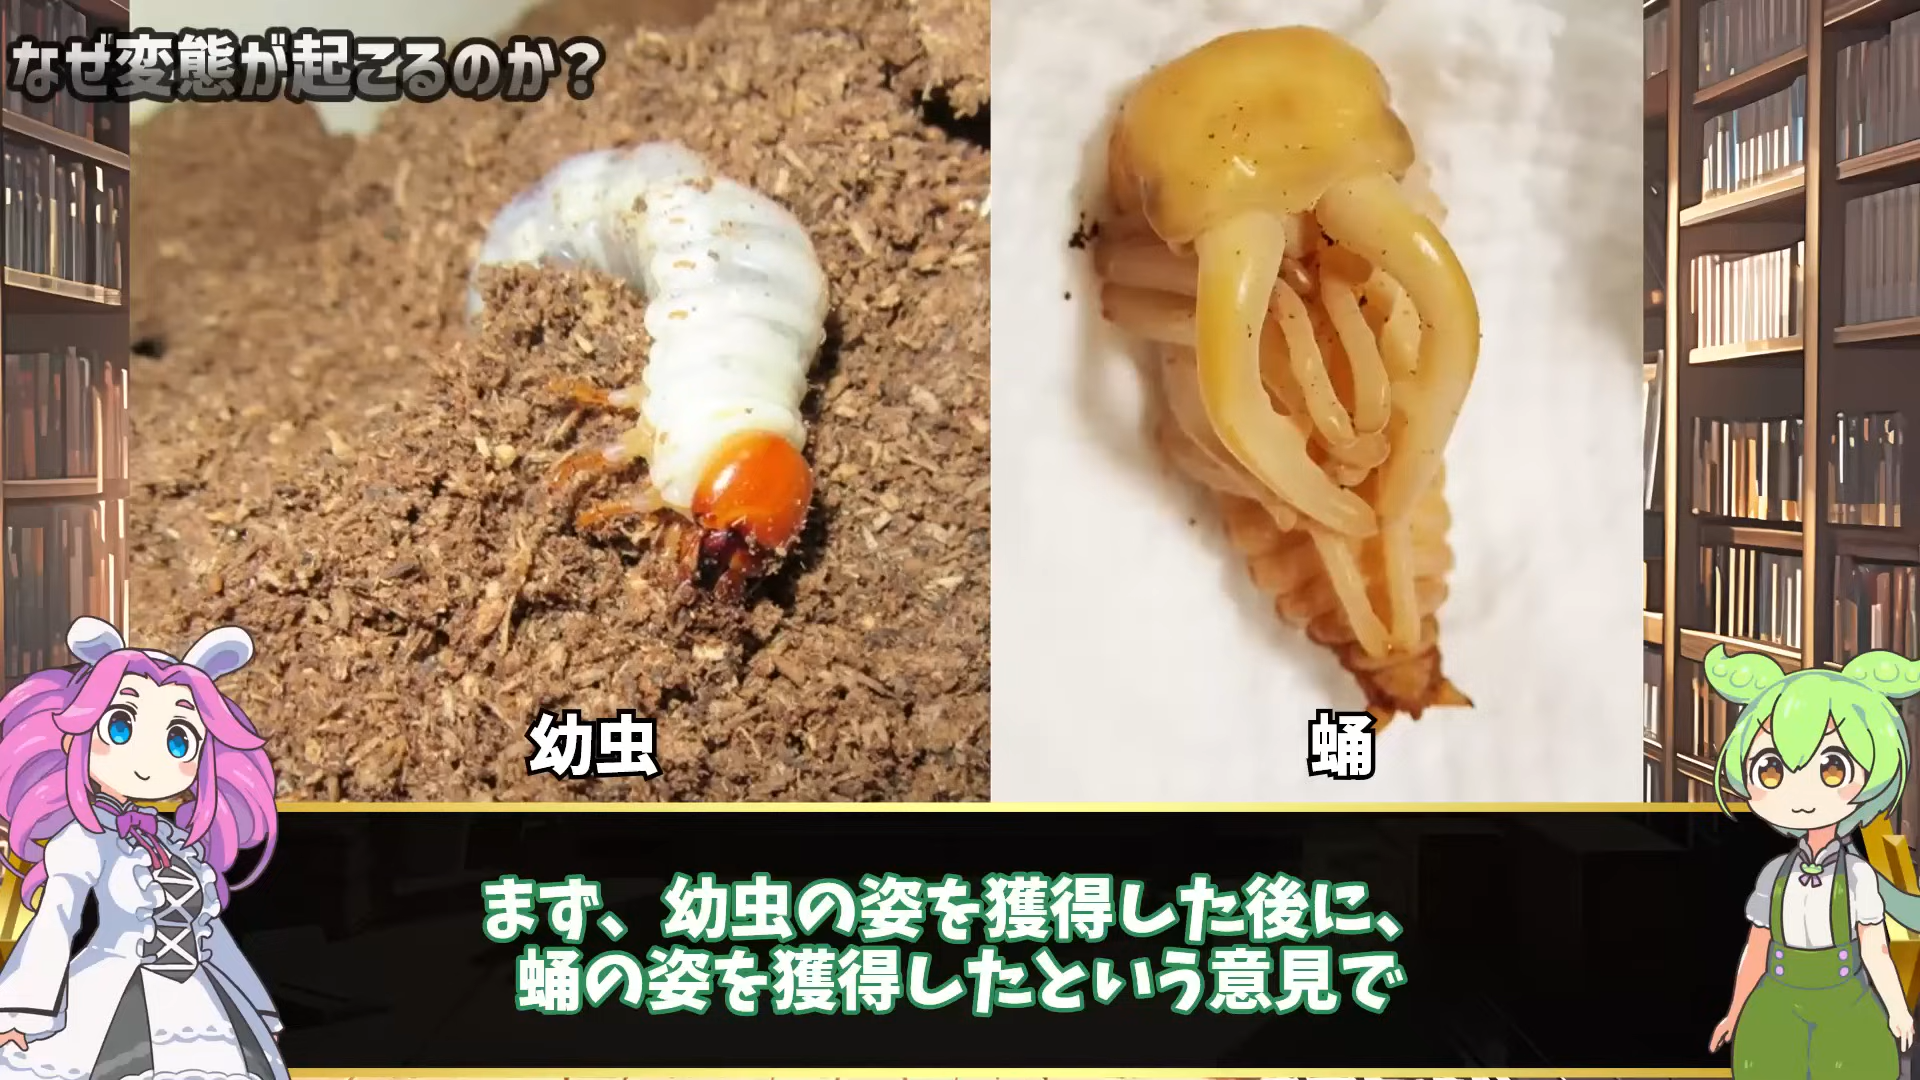 なぜ変態が起こるのか？
幼虫
蛹
まず、幼虫の姿を獲得した後に、
蛹の姿を獲得したという意見で